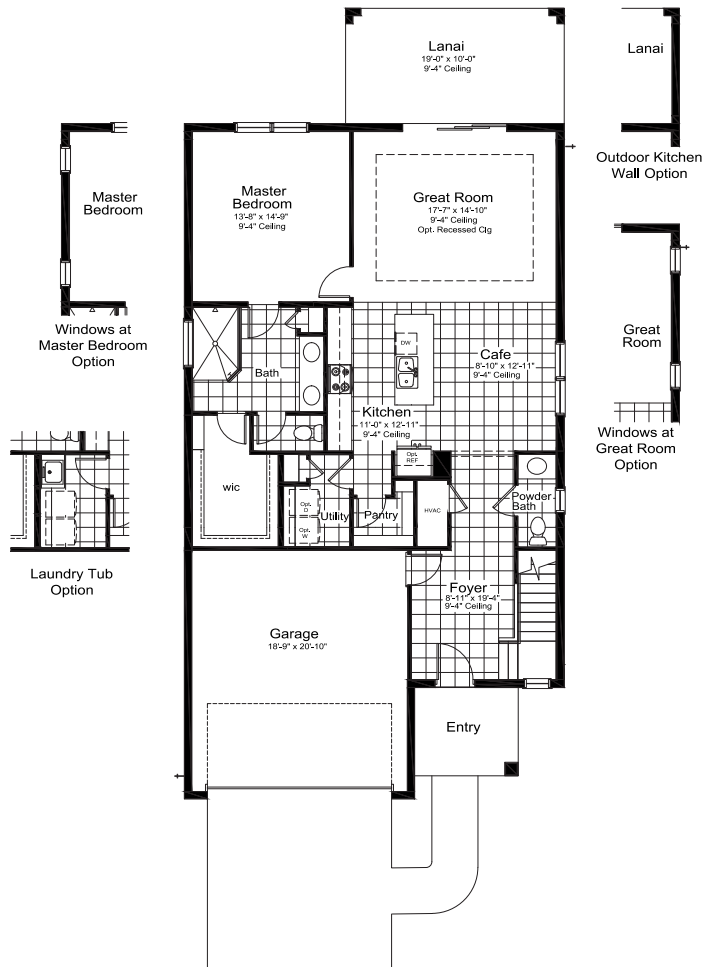 Lanai
19'-0" x 10'-0"
9'-4" Ceiling
Lanai
Outdoor Kitchen
Wall Option
Master
Bedroom
Windows at
Master Bedroom
Option
Master
Bedroom
13'-8" x 14'-9"
9'-4" Ceiling
Great Room
17'-7" x 14'-10"
9'-4" Ceiling
Opt. Recessed Clg
Great
Room
Windows at
Great Room
Option
Bath
DW
Cafe
8'-10" x 12'-11"
9'-4" Ceiling
Kitchen
11'-0" x 12'-11"
9'-4" Ceiling
Opt.
REF
wic
Opt.
D
Opt.
W
Utility
Pantry
HVAC
Powder
Bath
Laundry Tub
Option
Foyer
8'-11" x 19'-4"
9'-4" Ceiling
Garage
18'-9" x 20'-10"
Entry